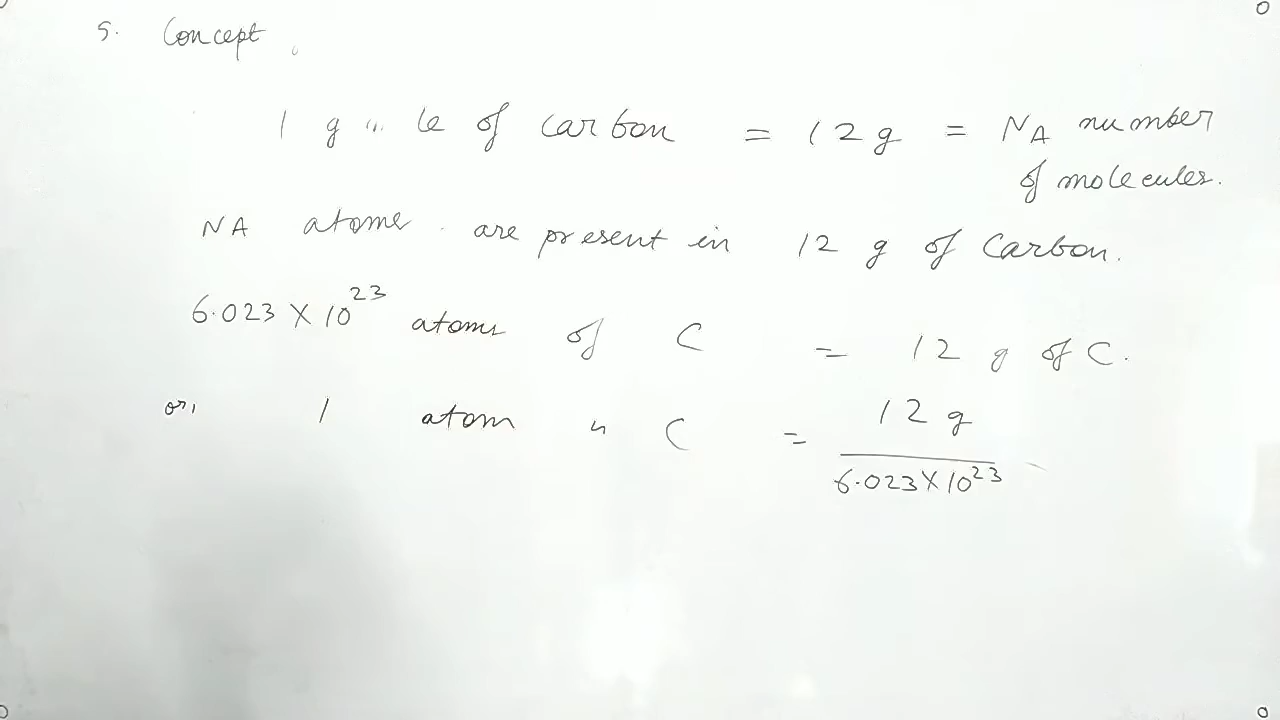 5. Concept.
1 g le of carbon = 12 g = NA number
of molecules.
NA atoms are present in 12 g of Carbon.
6.023 X 10^23 atoms of C = 12 g of C.
or, 1 atom " C = 12 g
6.023 X 10^23